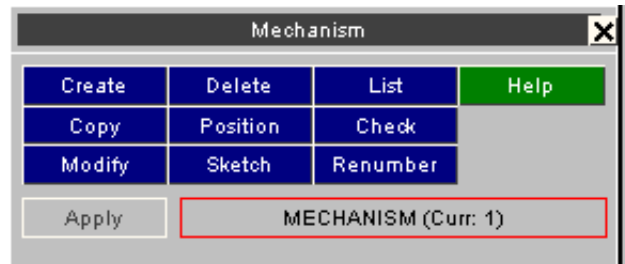 Mechanism X
Create Delete List Help
Copy Position Check
Modify Sketch Renumber
Apply MECHANISM (Curr: 1)